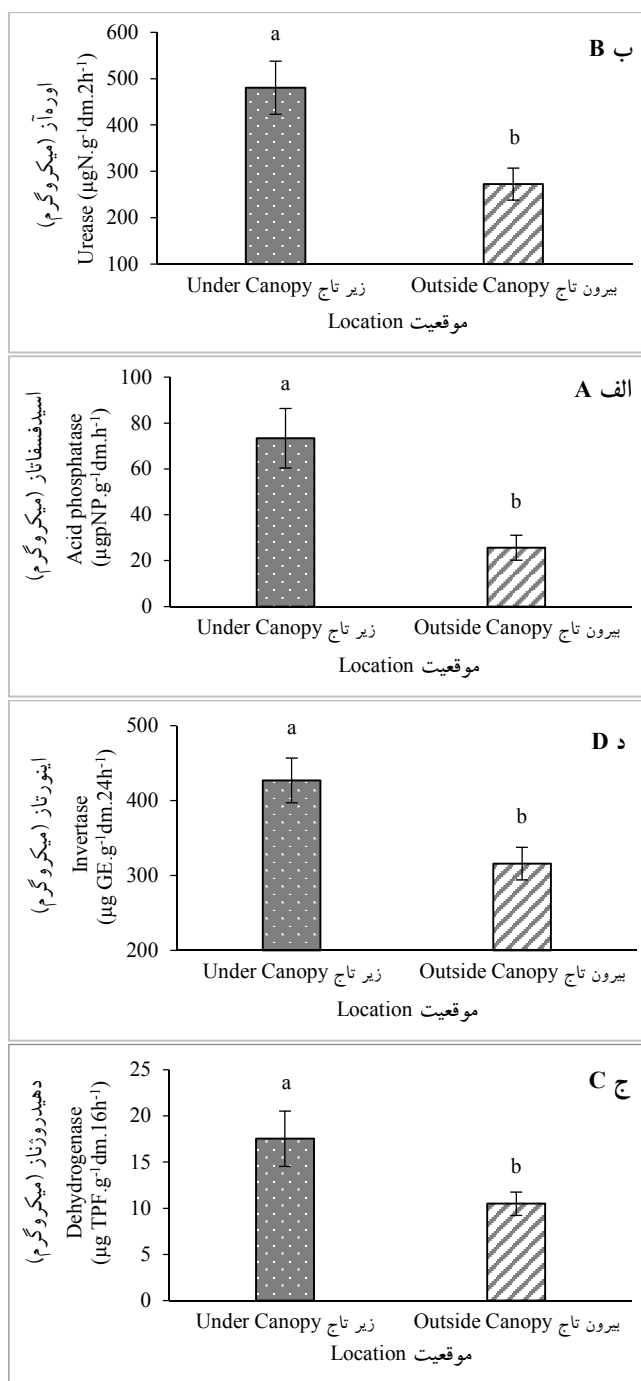 ب B
اوره‌آز (میکروگرم)
Urease (µgN.g-1dm.2h-1)
600
500
400
300
200
100
a
b
زیر تاج Under Canopy
بیرون تاج Outside Canopy
موقعیت Location
الف A
اسیدفسفاتاز (میکروگرم)
Acid phosphatase
(µgpNP.g-1dm.h-1)
100
80
60
40
20
0
a
b
زیر تاج Under Canopy
بیرون تاج Outside Canopy
موقعیت Location
د D
اینورتاز (میکروگرم)
Invertase
(µg GE.g-1dm.24h-1)
500
400
300
200
a
b
زیر تاج Under Canopy
بیرون تاج Outside Canopy
موقعیت Location
ج C
دهیدروژناز (میکروگرم)
Dehydrogenase
(µg TPF.g-1dm.16h-1)
25
20
15
10
5
0
a
b
زیر تاج Under Canopy
بیرون تاج Outside Canopy
موقعیت Location